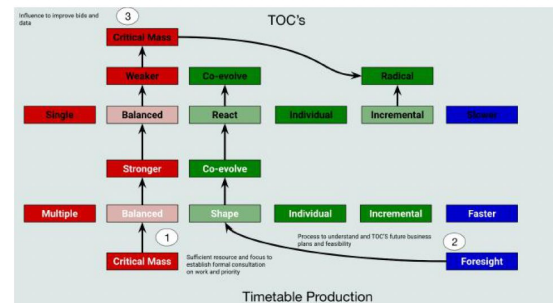 Influence to improve bids and
data
3
TOC's
Critical Mass
Weaker
Co-evolve
Radical
Single
Balanced
React
Individual
Incremental
Slower
Stronger
Co-evolve
Multiple
Balanced
Shape
Individual
Incremental
Faster
1
Process to understand and TOC'S future business
plans and feasibility
2
Critical Mass
Sufficient resource and focus to
establish formal consultation
on work and priority
Foresight
Timetable Production